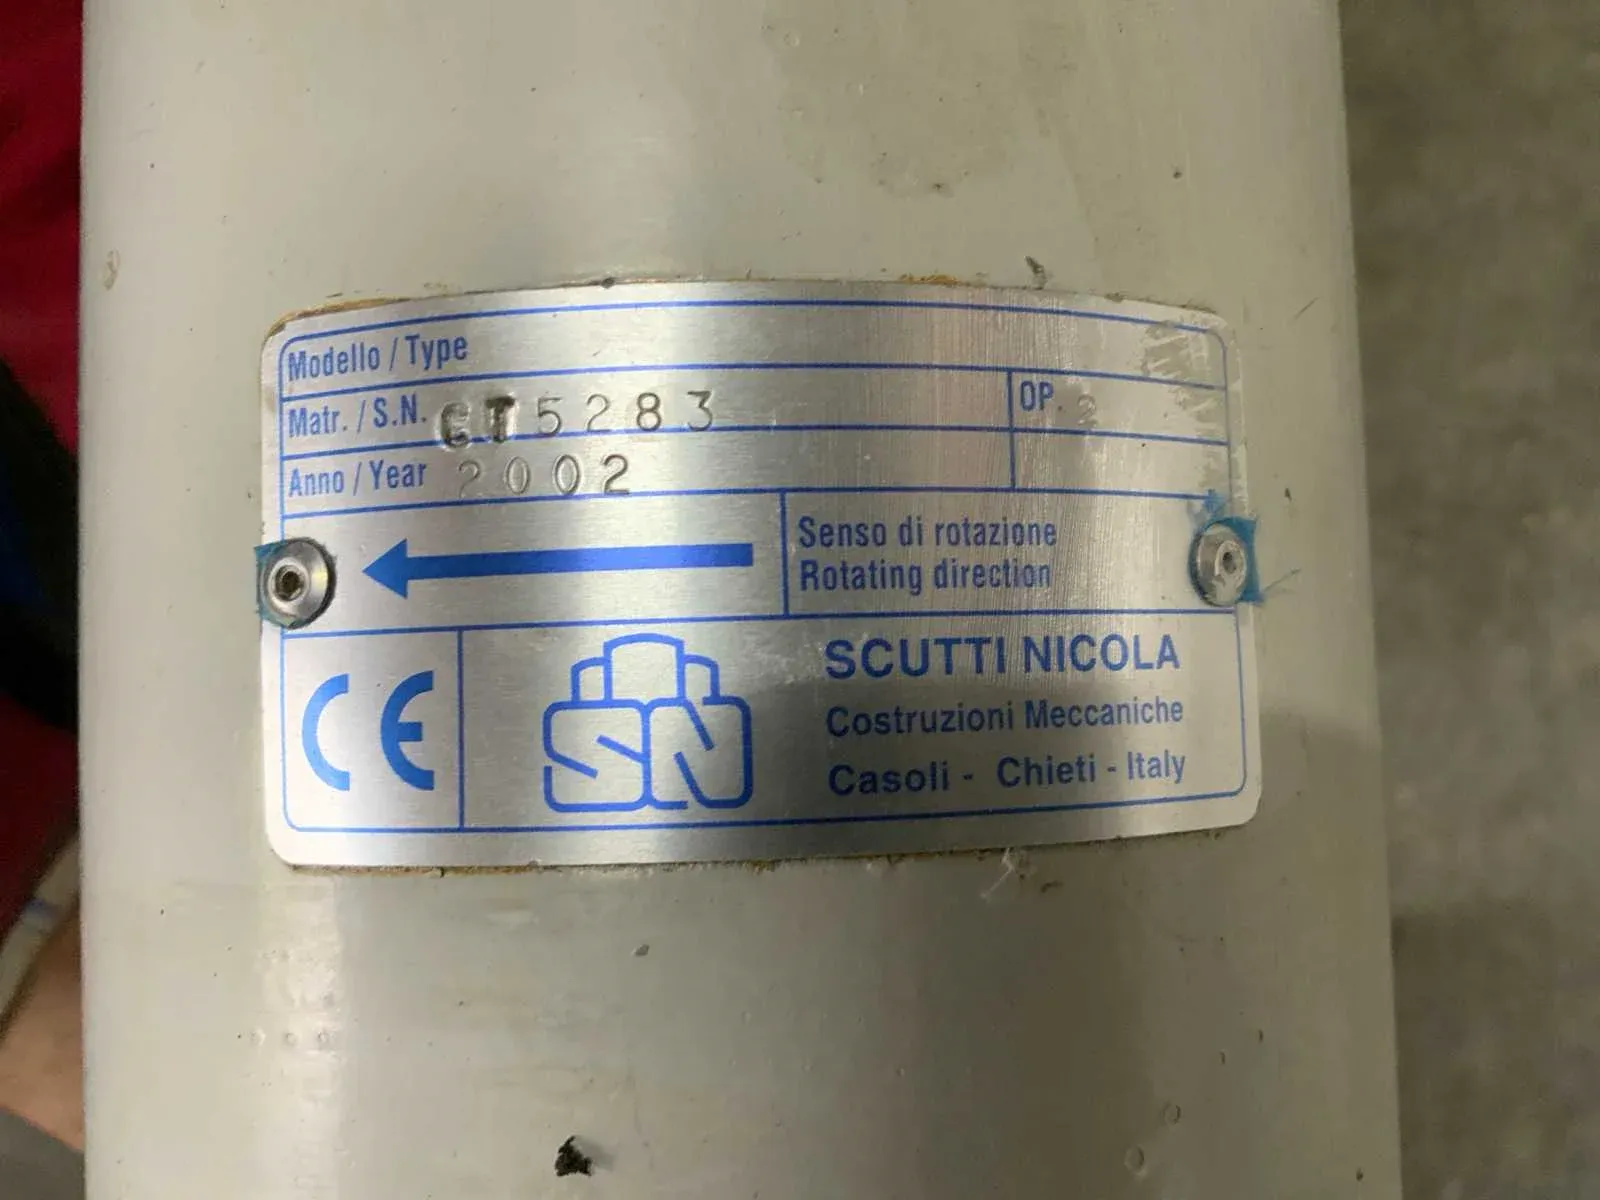 Modello / Type
Matr. / S.N. CT5283 OP. 2
Anno / Year 2002
Senso di rotazione
Rotating direction
CE
SN
SCUTTI NICOLA
Costruzioni Meccaniche
Casoli - Chieti - Italy